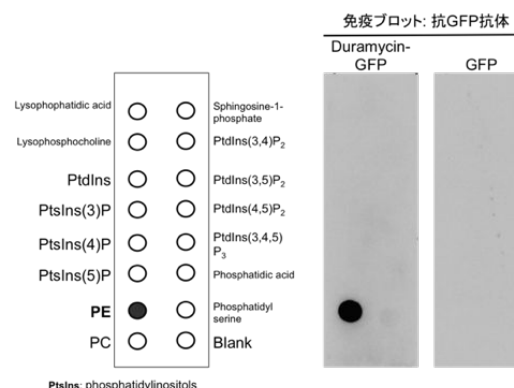 免疫ブロット: 抗GFP抗体
Duramycin-
GFP
GFP
Lysophophatidic acid
Sphingosine-1-
phosphate
Lysophosphocholine
PtdIns(3,4)P₂
PtdIns
PtdIns(3,5)P₂
PtsIns(3)P
PtdIns(4,5)P₂
PtsIns(4)P
PtdIns(3,4,5)
P₃
PtsIns(5)P
Phosphatidic acid
PE
Phosphatidyl
serine
PC
Blank
PtsIns: phosphatidylinositols